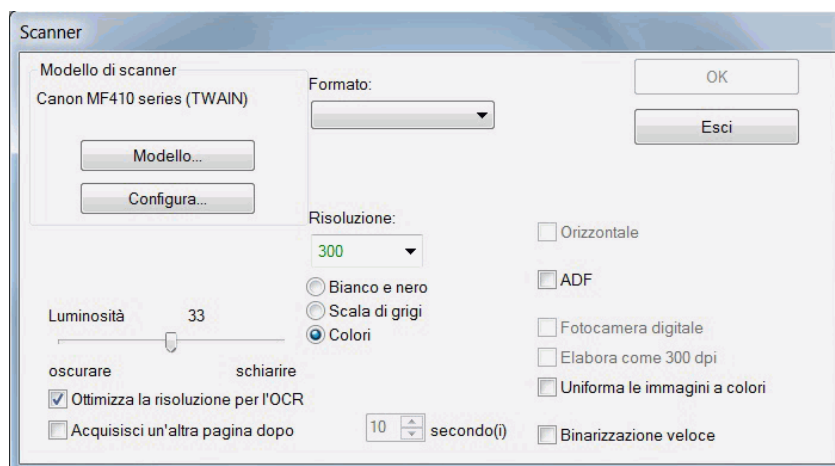 Scanner
Modello di scanner
Canon MF410 series (TWAIN)
Modello...
Configura...
Formato:
OK
Esci
Risoluzione:
300
Bianco e nero
Scala di grigi
Colori
Orizzontale
ADF
Fotocamera digitale
Elabora come 300 dpi
Uniforma le immagini a colori
Binarizzazione veloce
Luminosità 33
oscurare schiarire
Ottimizza la risoluzione per l'OCR
Acquisisci un'altra pagina dopo 10 secondo(i)